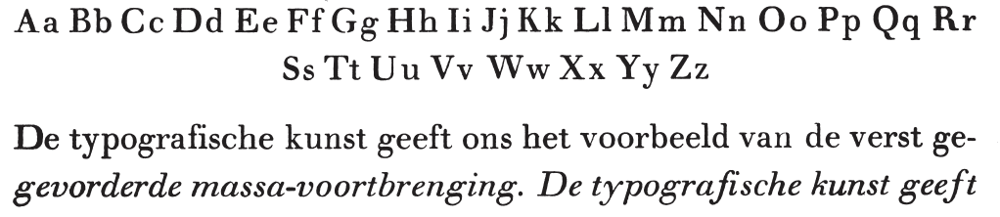 Aa Bb Cc Dd Ee Ff Gg Hh Ii Jj Kk Ll Mm Nn Oo Pp Qq Rr
Ss Tt Uu Vv Ww Xx Yy Zz
De typografische kunst geeft ons het voorbeeld van de verst ge-
gevorderde massa-voortbrenging. De typografische kunst geeft